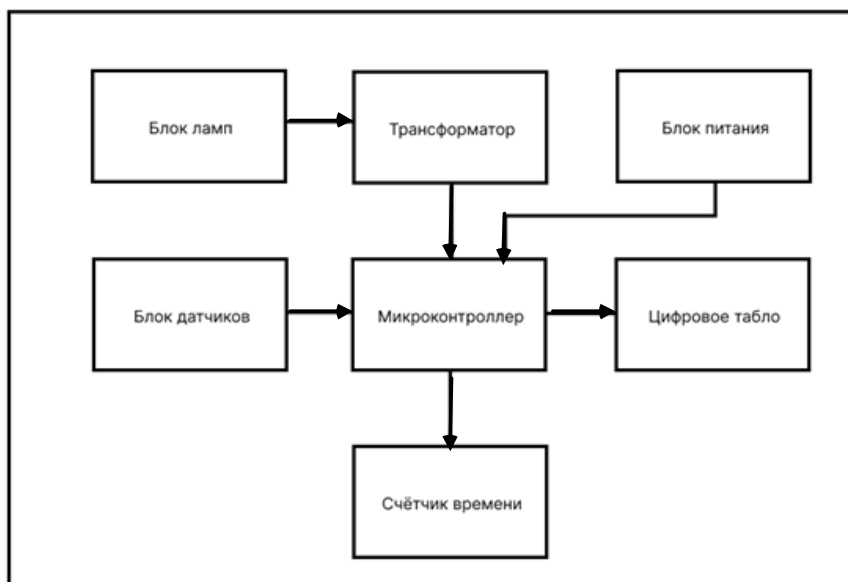 Блок ламп
Трансформатор
Блок питания
Блок датчиков
Микроконтроллер
Цифровое табло
Счётчик времени